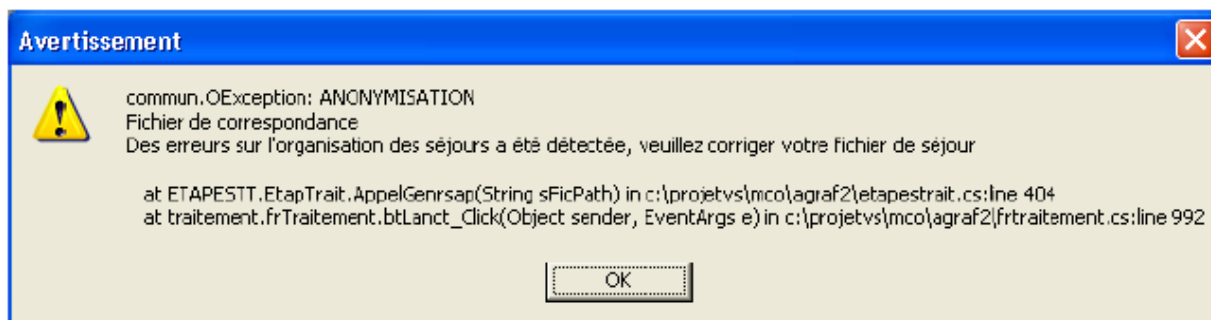 Avertissement
commun.OException: ANONYMISATION
Fichier de correspondance
Des erreurs sur l'organisation des séjours a été détectée, veuillez corriger votre fichier de séjour
at ETAPESTT.EtapTrait.AppelGenrsap(String sFicPath) in c:\projetvs\mco\agraf2\etapestrait.cs:line 404
at traitement.frTraitement.btLanct_Click(Object sender, EventArgs e) in c:\projetvs\mco\agraf2\frtraitement.cs:line 992
OK